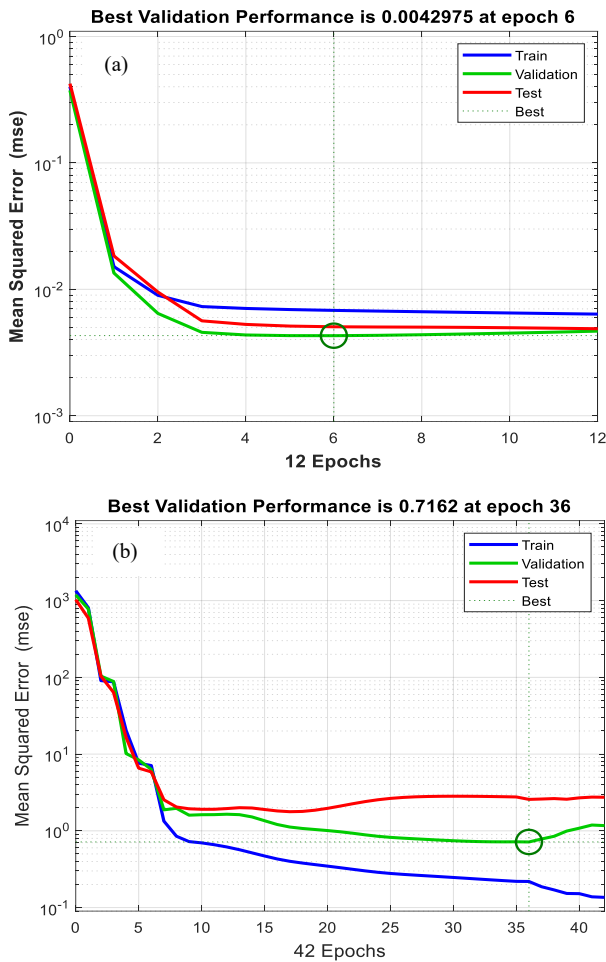 Best Validation Performance is 0.0042975 at epoch 6
(a)
Train
Validation
Test
Best
Mean Squared Error (mse)
10^0
10^-1
10^-2
10^-3
0 2 4 6 8 10 12
12 Epochs
Best Validation Performance is 0.7162 at epoch 36
(b)
Train
Validation
Test
Best
Mean Squared Error (mse)
10^4
10^3
10^2
10^1
10^0
10^-1
0 5 10 15 20 25 30 35 40
42 Epochs